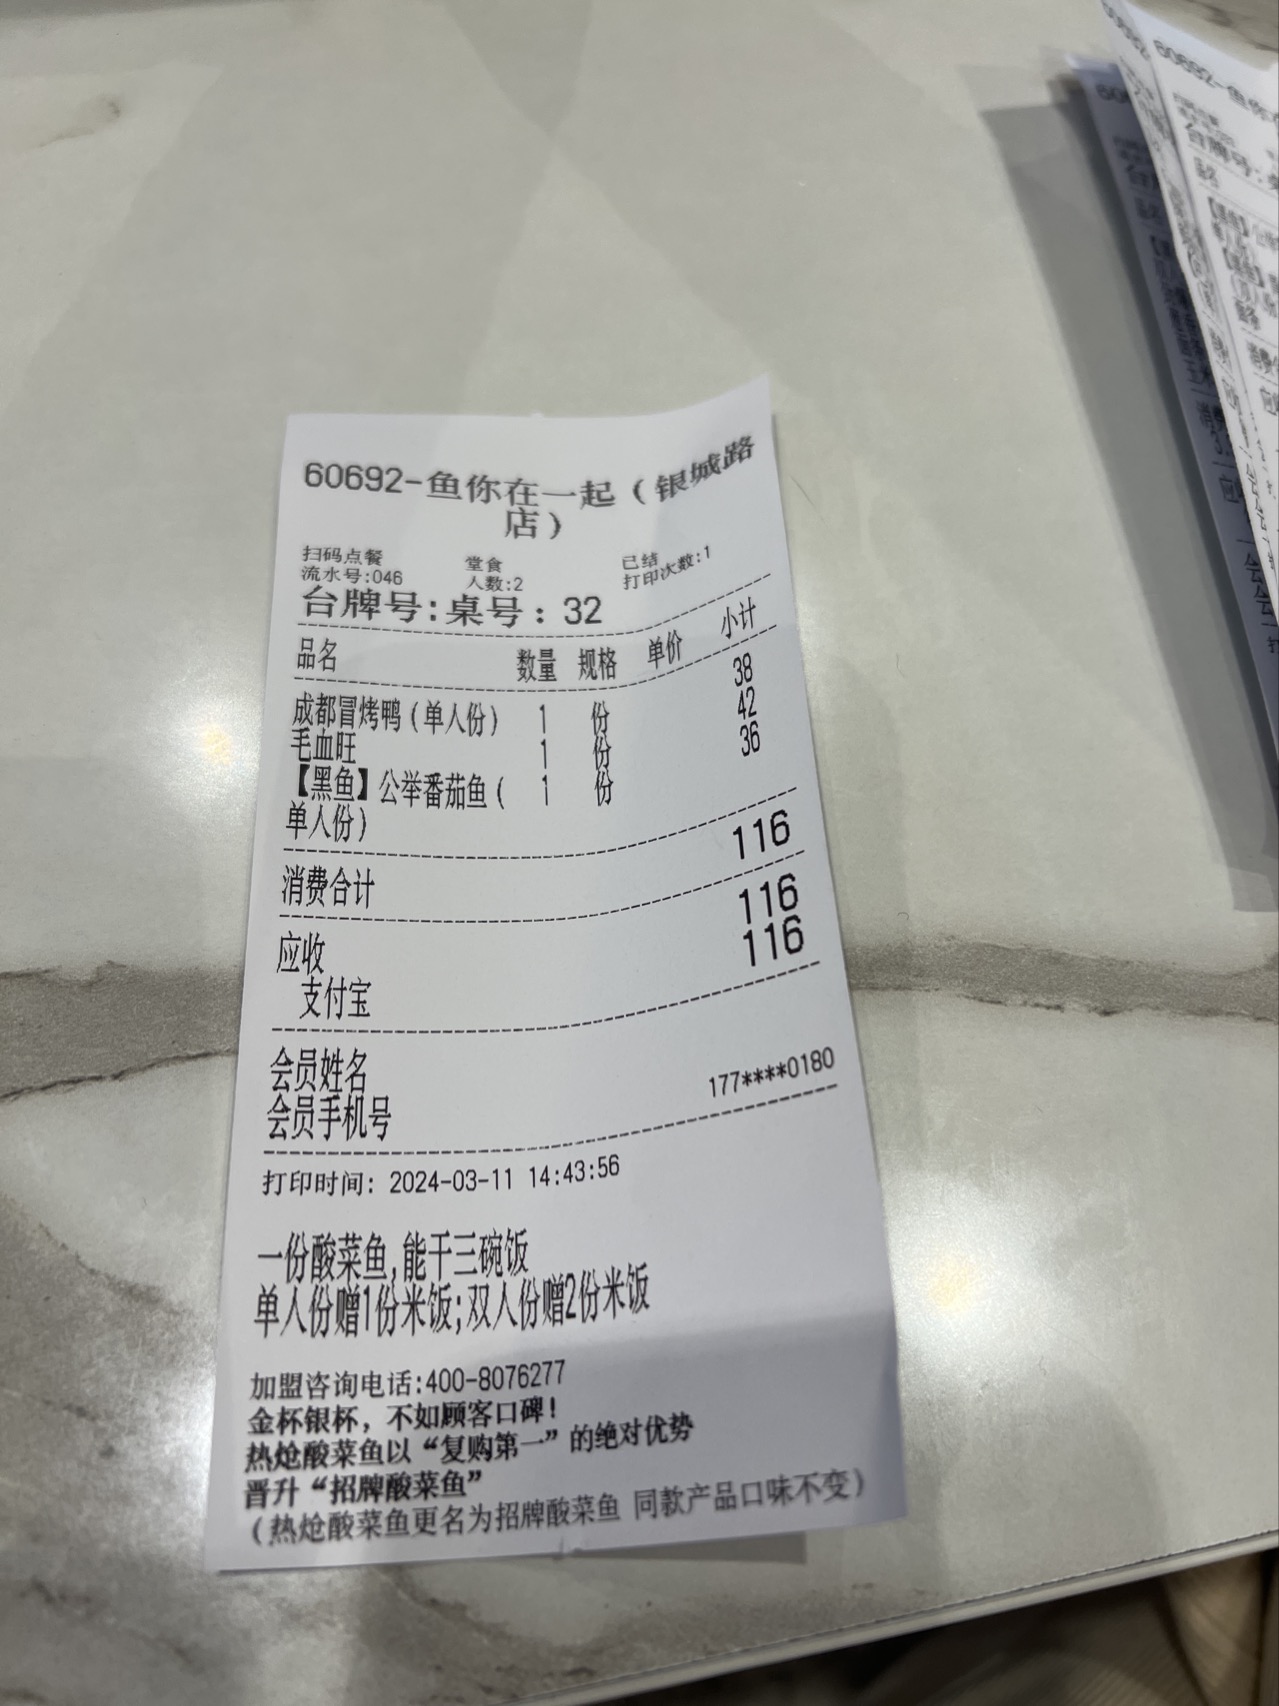 60692-鱼你在一起（银城路
店）
扫码点餐 堂食 已结
流水号:046 人数:2 打印次数:1
台牌号:桌号：32
品名 数量 规格 单价 小计
成都冒烤鸭(单人份) 1 份 38
毛血旺 1 份 42
【黑鱼】公举番茄鱼( 1 份 36
单人份)
消费合计 116
应收 116
支付宝 116
会员姓名
会员手机号 177****0180
打印时间: 2024-03-11 14:43:56
一份酸菜鱼,能干三碗饭
单人份赠1份米饭;双人份赠2份米饭
加盟咨询电话:400-8076277
金杯银杯，不如顾客口碑!
热炝酸菜鱼以“复购第一”的绝对优势
晋升“招牌酸菜鱼”
(热炝酸菜鱼更名为招牌酸菜鱼 同款产品口味不变)
60692-鱼你
台牌号:
品名
消费